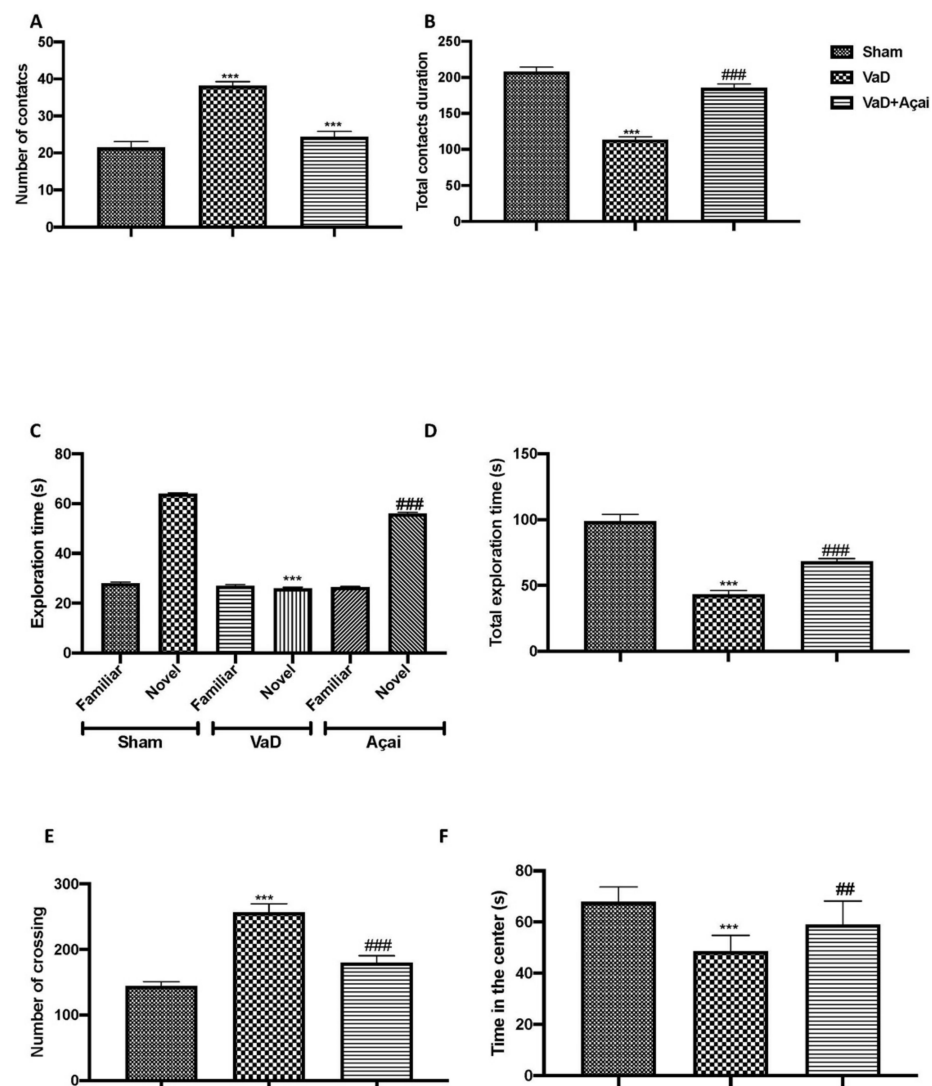 A
Number of contatcs
50
40
30
20
10
0
***
***
B
Total contacts duration
250
200
150
100
50
0
***
###
Sham
VaD
VaD+Açai
C
Exploration time (s)
80
60
40
20
0
***
###
Familiar
Novel
Familiar
Novel
Familiar
Novel
Sham
VaD
Açai
D
Total exploration time (s)
150
100
50
0
***
###
E
Number of crossing
300
200
100
0
***
###
F
Time in the center (s)
80
60
40
20
0
***
##